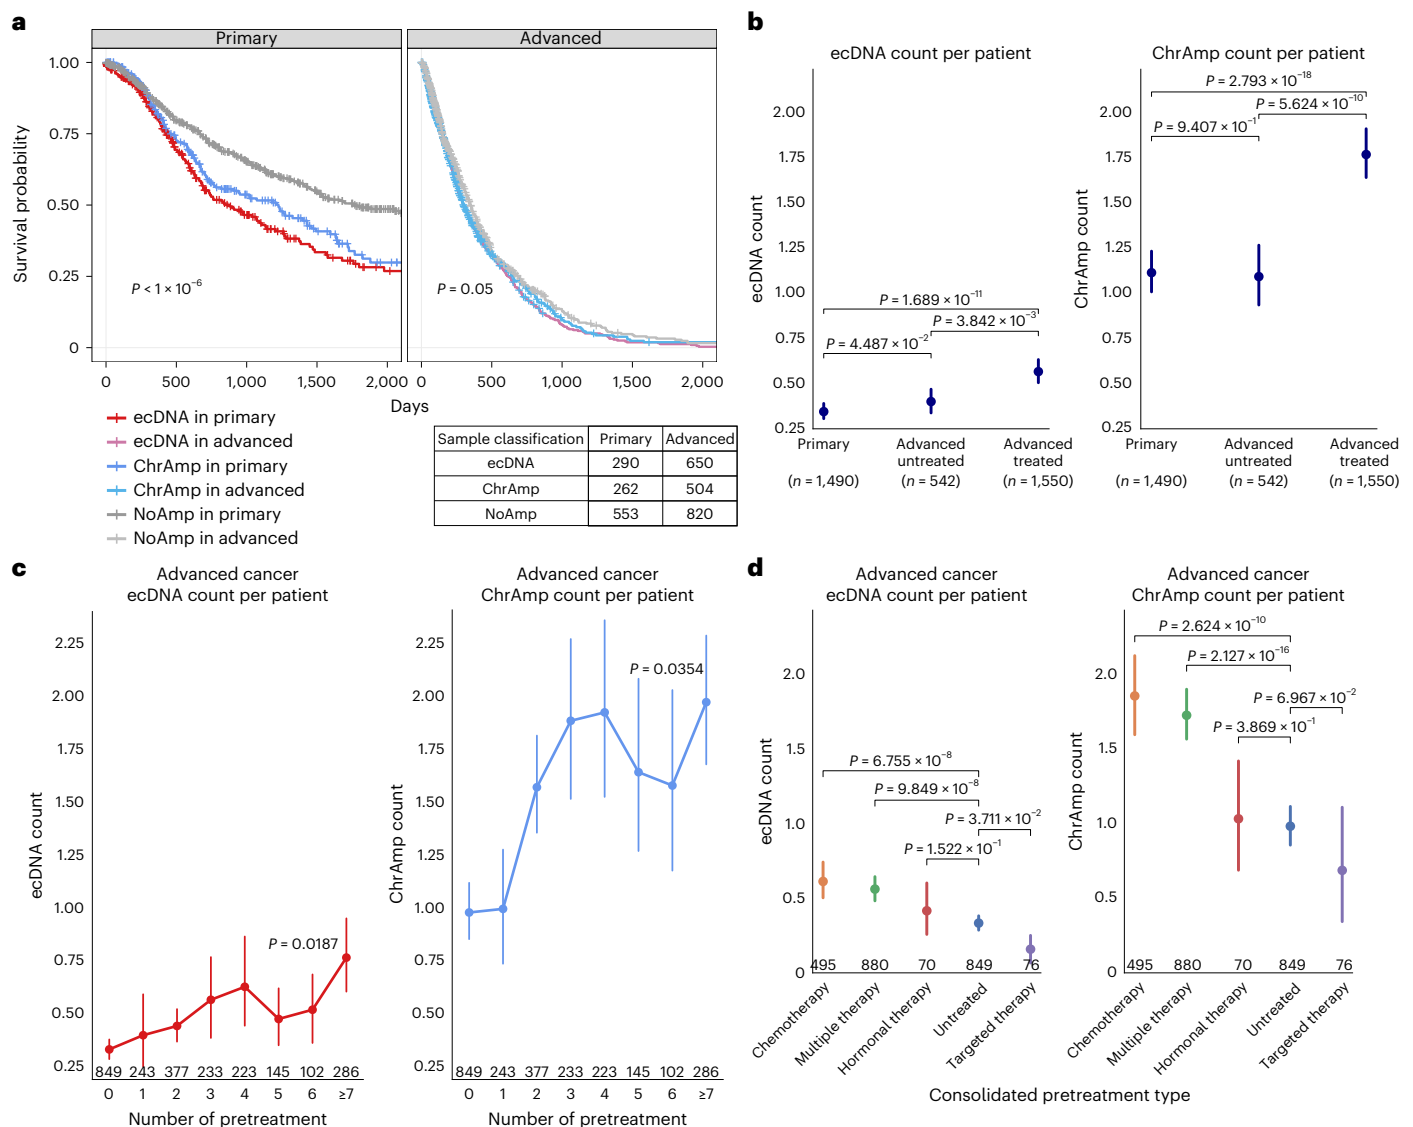 a
Primary
Advanced
1.00
0.75
0.50
0.25
0
Survival probability
P < 1 × 10⁻⁶
P = 0.05
0 500 1,000 1,500 2,000
0 500 1,000 1,500 2,000
Days
ecDNA in primary
ecDNA in advanced
ChrAmp in primary
ChrAmp in advanced
NoAmp in primary
NoAmp in advanced
Sample classification Primary Advanced
ecDNA 290 650
ChrAmp 262 504
NoAmp 553 820
b
ecDNA count per patient
2.00
1.75
1.50
1.25
1.00
0.75
0.50
0.25
ecDNA count
P = 1.689 × 10⁻¹¹
P = 3.842 × 10⁻³
P = 4.487 × 10⁻²
Primary Advanced Advanced
untreated treated
(n = 1,490) (n = 542) (n = 1,550)
ChrAmp count per patient
P = 2.793 × 10⁻¹⁸
P = 5.624 × 10⁻¹⁰
P = 9.407 × 10⁻¹
2.00
1.75
1.50
1.25
1.00
0.75
0.50
0.25
ChrAmp count
Primary Advanced Advanced
untreated treated
(n = 1,490) (n = 542) (n = 1,550)
c
Advanced cancer
ecDNA count per patient
2.25
2.00
1.75
1.50
1.25
1.00
0.75
0.50
0.25
ecDNA count
P = 0.0187
849 243 377 233 223 145 102 286
0 1 2 3 4 5 6 ≥7
Number of pretreatment
Advanced cancer
ChrAmp count per patient
2.25
2.00
1.75
1.50
1.25
1.00
0.75
0.50
0.25
ChrAmp count
P = 0.0354
849 243 377 233 223 145 102 286
0 1 2 3 4 5 6 ≥7
Number of pretreatment
d
Advanced cancer
ecDNA count per patient
2.0
1.5
1.0
0.5
0
ecDNA count
P = 6.755 × 10⁻⁸
P = 9.849 × 10⁻⁸
P = 3.711 × 10⁻²
P = 1.522 × 10⁻¹
495 880 70 849 76
Chemotherapy
Multiple therapy
Hormonal therapy
Untreated
Targeted therapy
Advanced cancer
ChrAmp count per patient
2.0
1.5
1.0
0.5
0
ChrAmp count
P = 2.624 × 10⁻¹⁰
P = 2.127 × 10⁻¹⁶
P = 6.967 × 10⁻²
P = 3.869 × 10⁻¹
495 880 70 849 76
Chemotherapy
Multiple therapy
Hormonal therapy
Untreated
Targeted therapy
Consolidated pretreatment type